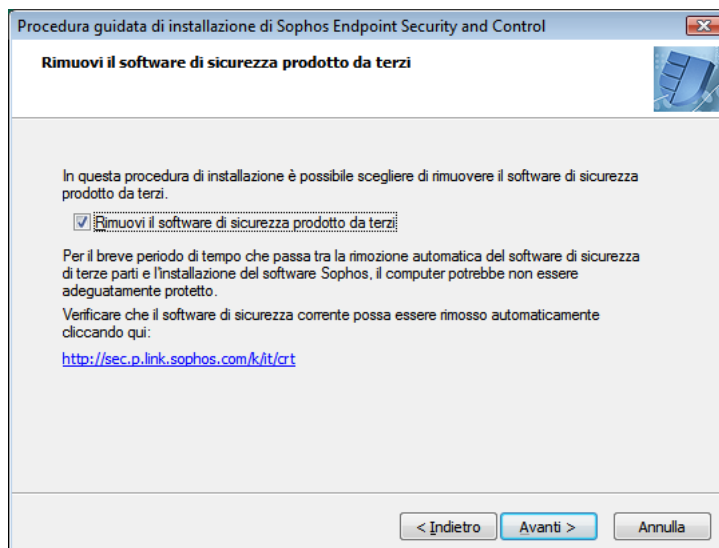 Procedura guidata di installazione di Sophos Endpoint Security and Control
Rimuovi il software di sicurezza prodotto da terzi
In questa procedura di installazione è possibile scegliere di rimuovere il software di sicurezza
prodotto da terzi.
Rimuovi il software di sicurezza prodotto da terzi
Per il breve periodo di tempo che passa tra la rimozione automatica del software di sicurezza
di terze parti e l'installazione del software Sophos, il computer potrebbe non essere
adeguatamente protetto.
Verificare che il software di sicurezza corrente possa essere rimosso automaticamente
cliccando qui:
http://sec.p.link.sophos.com/k/it/crt
< Indietro
Avanti >
Annulla